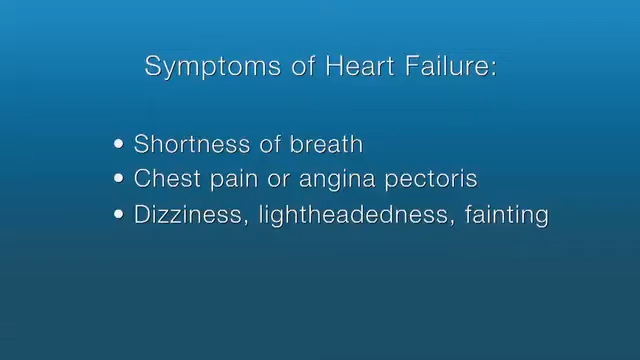 Symptoms of Heart Failure:
• Shortness of breath
• Chest pain or angina pectoris
• Dizziness, lightheadedness, fainting